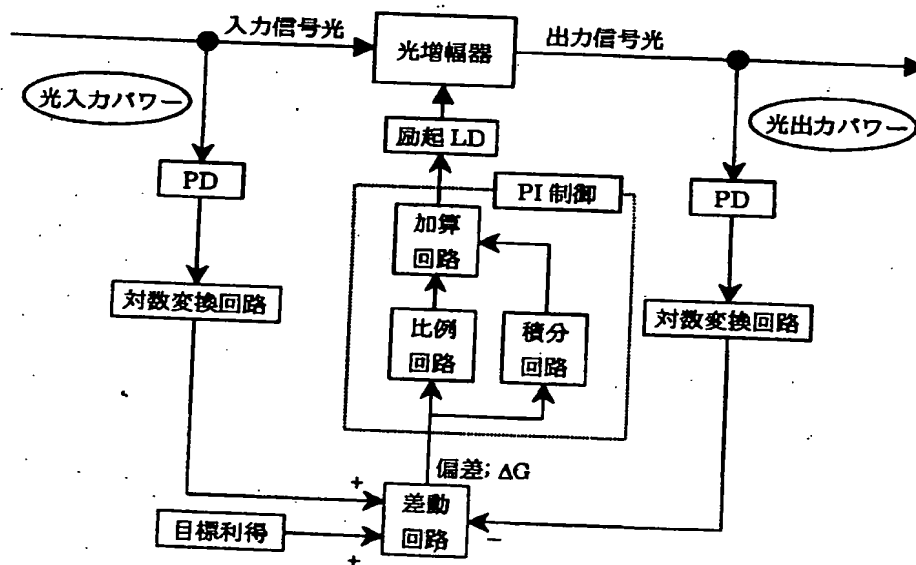 入力信号光
光増幅器
出力信号光
光入力パワー
励起 LD
光出力パワー
PD
PI 制御
PD
加算
回路
対数変換回路
対数変換回路
比例
回路
積分
回路
偏差; ΔG
+
差動
回路
−
目標利得
+